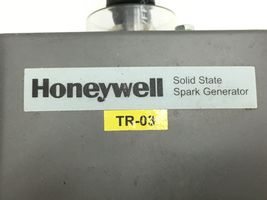 Honeywell
Solid State
Spark Generator
TR-03